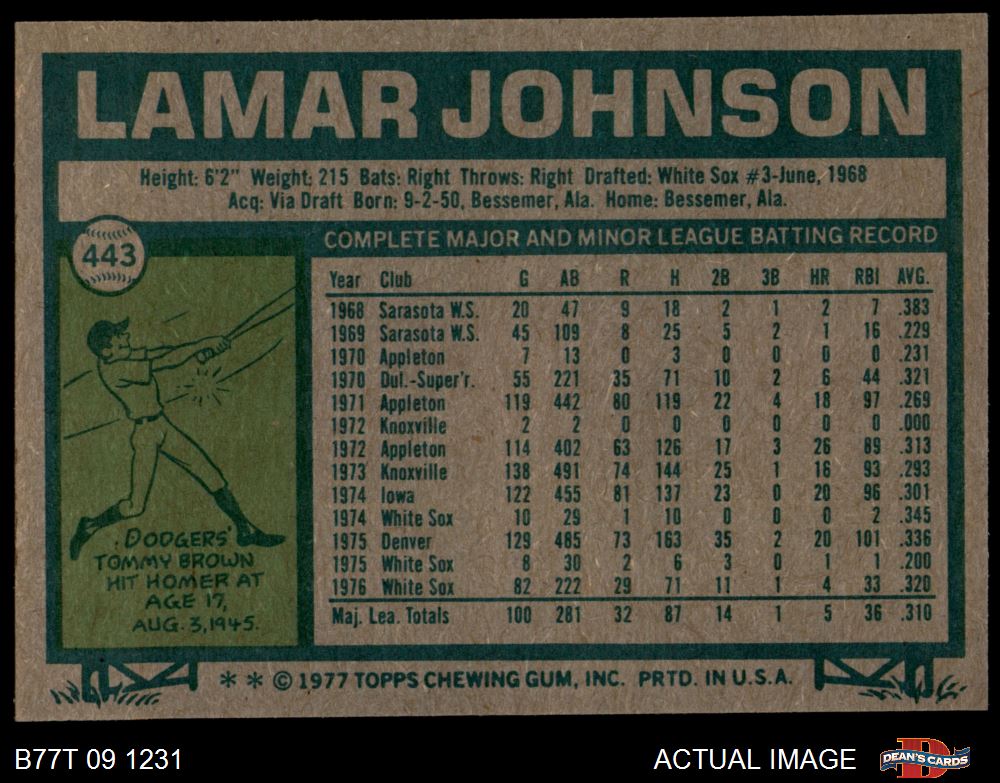 LAMAR JOHNSON
Height: 6'2" Weight: 215 Bats: Right Throws: Right Drafted: White Sox #3-June, 1968
Acq: Via Draft Born: 9-2-50, Bessemer, Ala. Home: Bessemer, Ala.
443
COMPLETE MAJOR AND MINOR LEAGUE BATTING RECORD
Year Club G AB R H 2B 3B HR RBI AVG.
1968 Sarasota W.S. 20 47 9 18 2 1 2 7 .383
1969 Sarasota W.S. 45 109 8 25 5 2 1 16 .229
1970 Appleton 7 13 0 3 0 0 0 0 .231
1970 Dul.-Super'r. 55 221 35 71 10 2 6 44 .321
1971 Appleton 119 442 80 119 22 4 18 97 .269
1972 Knoxville 2 2 0 0 0 0 0 0 .000
1972 Appleton 114 402 63 126 17 3 26 89 .313
1973 Knoxville 138 491 74 144 25 1 16 93 .293
1974 Iowa 122 455 81 137 23 0 20 96 .301
1974 White Sox 10 29 1 10 0 0 0 2 .345
1975 Denver 129 485 73 163 35 2 20 101 .336
1975 White Sox 8 30 2 6 3 0 1 1 .200
1976 White Sox 82 222 29 71 11 1 4 33 .320
Maj. Lea. Totals 100 281 32 87 14 1 5 36 .310
DODGERS'
TOMMY BROWN
HIT HOMER AT
AGE 17,
AUG. 3, 1945.
* * © 1977 TOPPS CHEWING GUM, INC. PRTD. IN U.S.A.
B77T 09 1231
ACTUAL IMAGE
DEAN'S CARDS